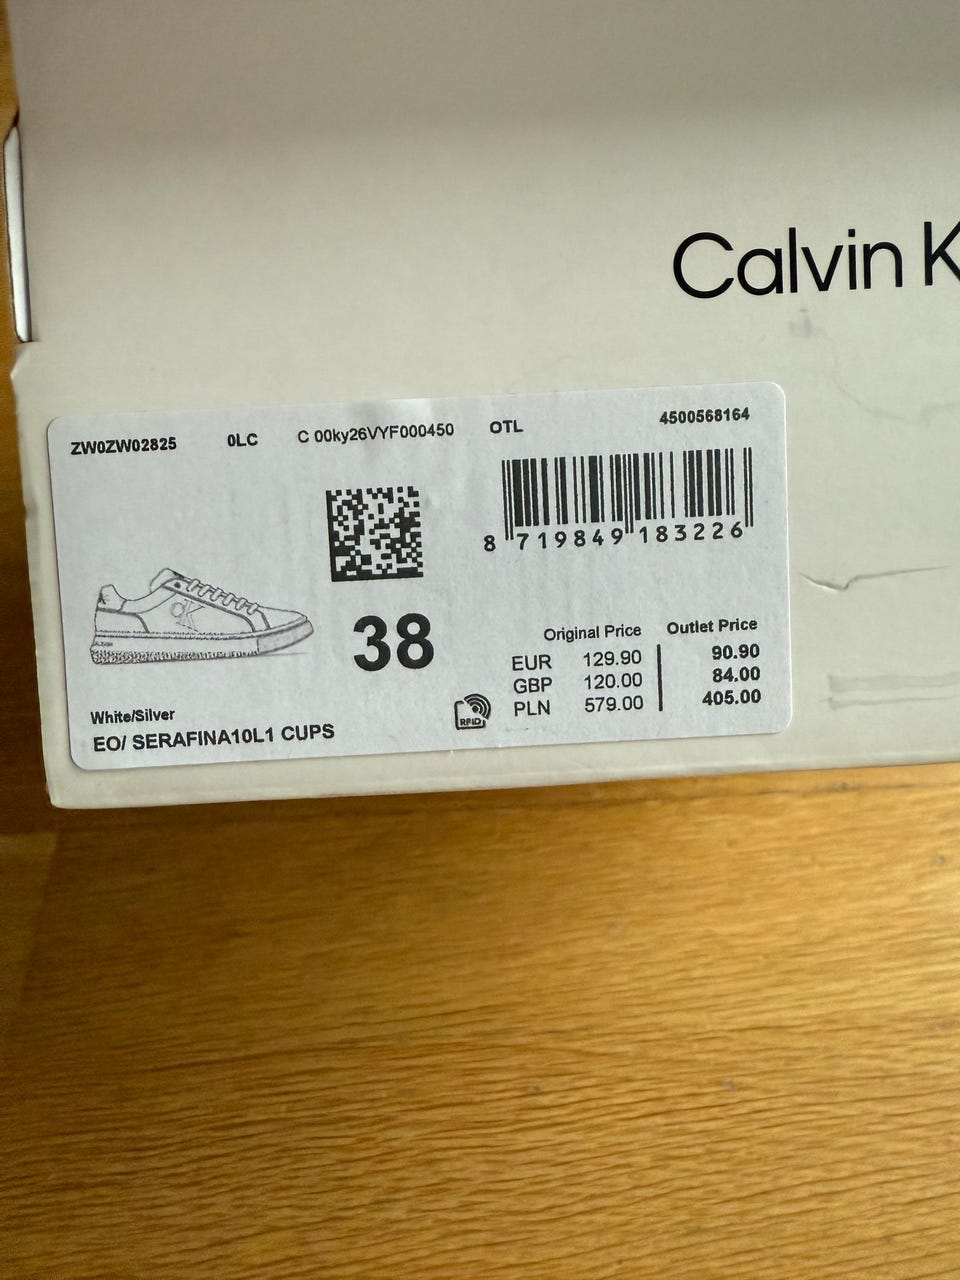 Calvin K
ZW0ZW02825 0LC C 00ky26VYF000450 OTL 4500568164
8 719849 183226
38
Original Price Outlet Price
EUR 129.90 90.90
GBP 120.00 84.00
PLN 579.00 405.00
RFID
White/Silver
EO/ SERAFINA10L1 CUPS